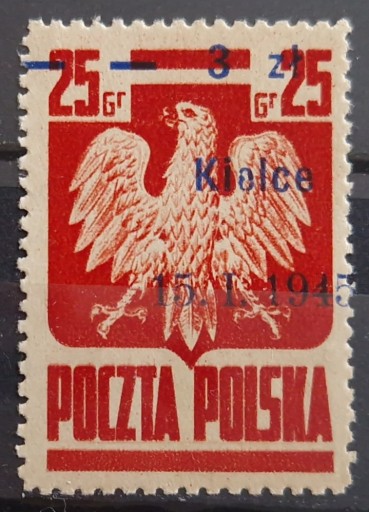 3 zł
25 Gr Gr 25
Kielce
15. I. 1945
POCZTA POLSKA